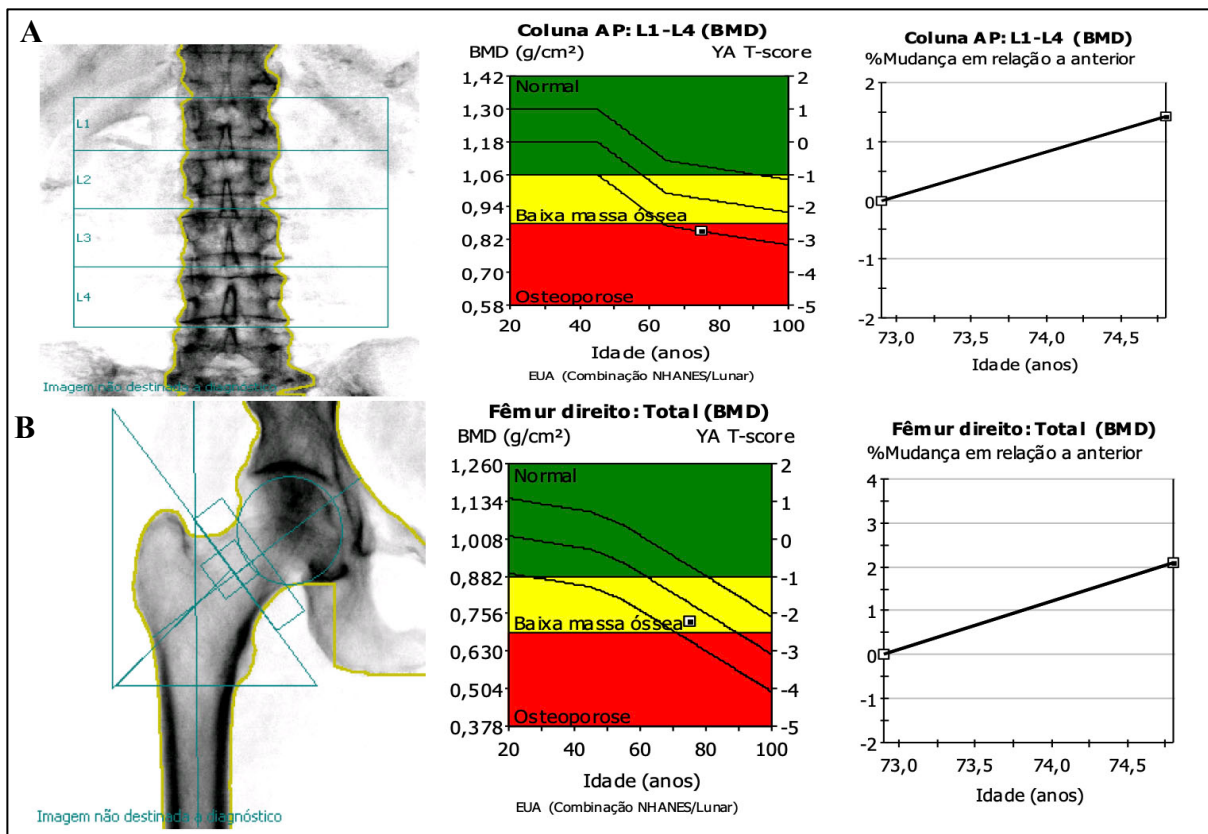 A
L1
L2
L3
L4
Imagem não destinada a diagnóstico
Coluna AP: L1-L4 (BMD)
BMD (g/cm²) YA T-score
1,42 2
Normal
1,30 1
1,18 0
1,06 -1
0,94 -2
Baixa massa óssea
0,82 -3
0,70 -4
Osteoporose
0,58 -5
20 40 60 80 100
Idade (anos)
EUA (Combinação NHANES/Lunar)
Coluna AP: L1-L4 (BMD)
%Mudança em relação a anterior
2
1
0
-1
-2
73,0 73,5 74,0 74,5
Idade (anos)
B
Imagem não destinada a diagnóstico
Fêmur direito: Total (BMD)
BMD (g/cm²) YA T-score
1,260 2
Normal
1,134 1
1,008 0
0,882 -1
0,756 -2
Baixa massa óssea
0,630 -3
0,504 -4
Osteoporose
0,378 -5
20 40 60 80 100
Idade (anos)
EUA (Combinação NHANES/Lunar)
Fêmur direito: Total (BMD)
%Mudança em relação a anterior
4
3
2
1
0
-1
-2
73,0 73,5 74,0 74,5
Idade (anos)